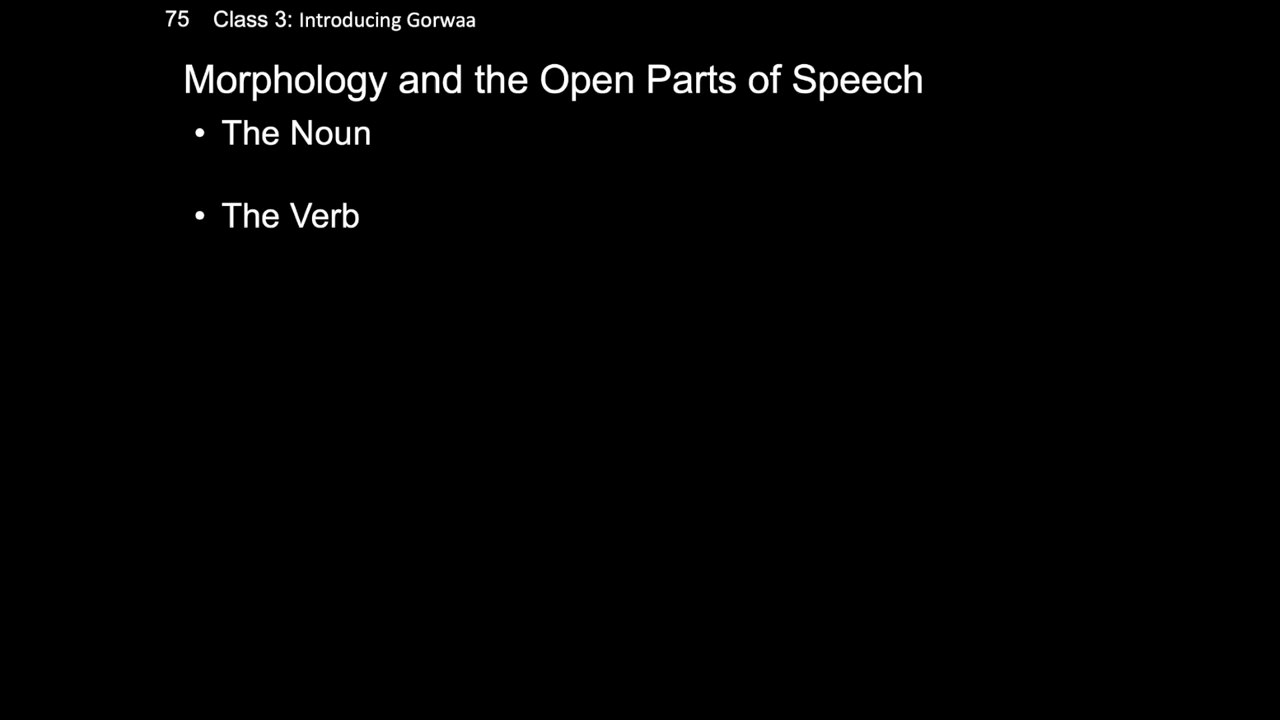 75 Class 3: Introducing Gorwaa
Morphology and the Open Parts of Speech
• The Noun
• The Verb